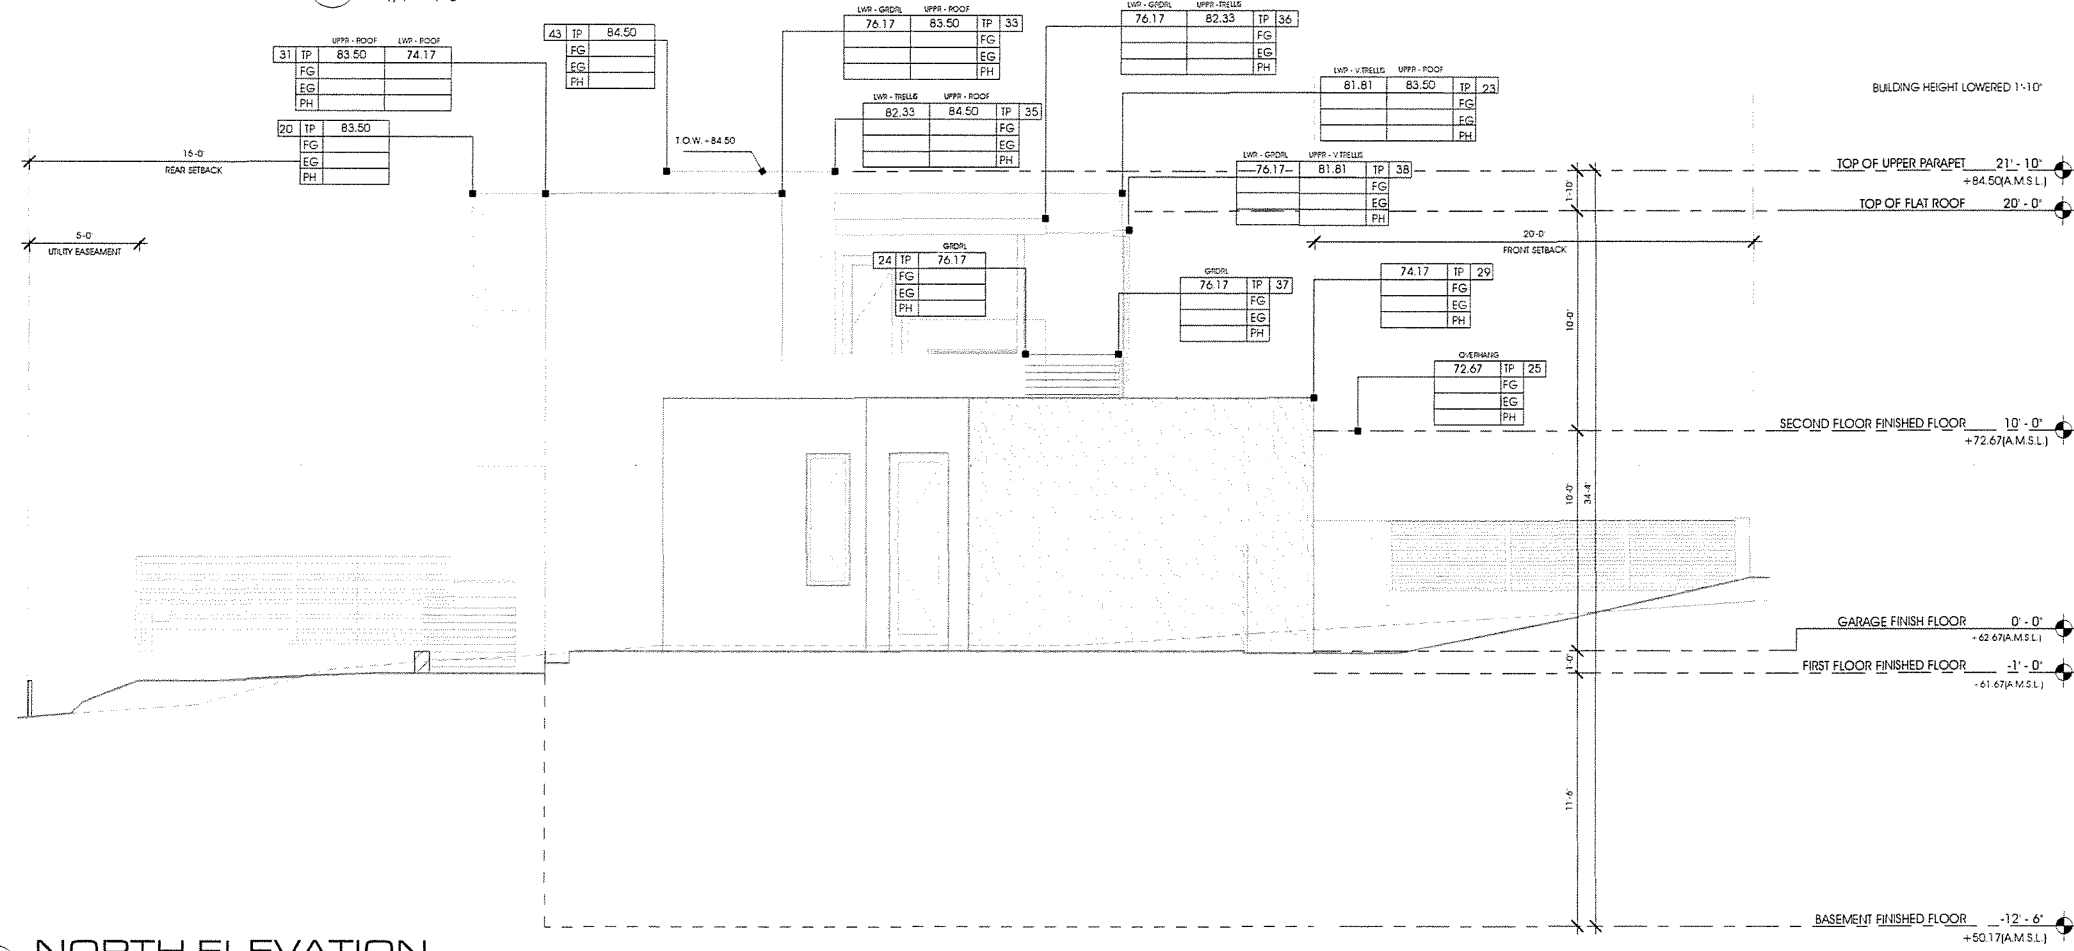 LWR - GRDRL UPPR - ROOF
76.17 83.50 TP 33
FG
EG
PH
LWR - GRDRL UPPR - TRELLIS
76.17 82.33 TP 36
FG
EG
PH
43 TP 84.50
FG
EG
PH
UPPR - ROOF LWR - ROOF
31 TP 83.50 74.17
FG
EG
PH
LWR - V.TRELLIS UPPR - ROOF
81.81 83.50 TP 23
FG
EG
PH
BUILDING HEIGHT LOWERED 1'-10"
LWR - TRELLIS UPPR - ROOF
82.33 84.50 TP 35
FG
EG
PH
20 TP 83.50
FG
EG
PH
T.O.W. +84.50
15'-0"
REAR SETBACK
LWR - GRDRL UPPR - V.TRELLIS
76.17 81.81 TP 38
FG
EG
PH
TOP OF UPPER PARAPET 21' - 10"
+84.50(A.M.S.L.)
1'-10"
TOP OF FLAT ROOF 20' - 0"
5'-0"
UTILITY EASEAMENT
20'-0"
FRONT SETBACK
GRDRL
24 TP 76.17
FG
EG
PH
GRDRL
76.17 TP 37
FG
EG
PH
74.17 TP 29
FG
EG
PH
10'-0"
OVERHANG
72.67 TP 25
FG
EG
PH
SECOND FLOOR FINISHED FLOOR 10' - 0"
+72.67(A.M.S.L.)
10'-0"
34'-4"
GARAGE FINISH FLOOR 0' - 0"
+62.67(A.M.S.L.)
1'-0"
FIRST FLOOR FINISHED FLOOR -1' - 0"
+61.67(A.M.S.L.)
11'-6"
BASEMENT FINISHED FLOOR -12' - 6"
+50.17(A.M.S.L.)
NORTH ELEVATION